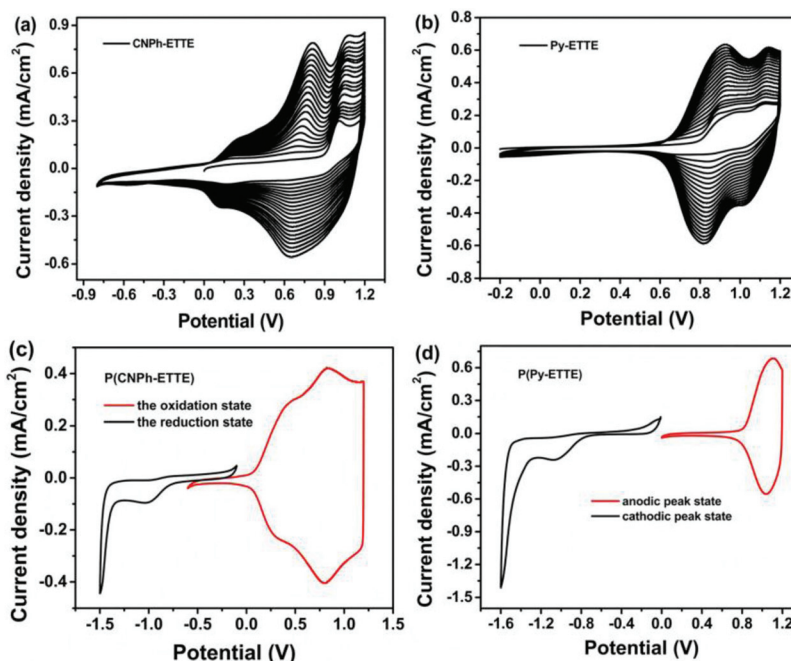 (a)
CNPh-ETTE
Current density (mA/cm²)
0.9
0.6
0.3
0.0
-0.3
-0.6
-0.9 -0.6 -0.3 0.0 0.3 0.6 0.9 1.2
Potential (V)
(b)
Py-ETTE
Current density (mA/cm²)
0.8
0.6
0.4
0.2
0.0
-0.2
-0.4
-0.6
-0.8
-0.2 0.0 0.2 0.4 0.6 0.8 1.0 1.2
Potential (V)
(c)
P(CNPh-ETTE)
the oxidation state
the reduction state
Current density (mA/cm²)
0.4
0.2
0.0
-0.2
-0.4
-1.5 -1.0 -0.5 0.0 0.5 1.0 1.5
Potential (V)
(d)
P(Py-ETTE)
anodic peak state
cathodic peak state
Current density (mA/cm²)
0.6
0.3
0.0
-0.3
-0.6
-0.9
-1.2
-1.5
-1.6 -1.2 -0.8 -0.4 0.0 0.4 0.8 1.2
Potential (V)